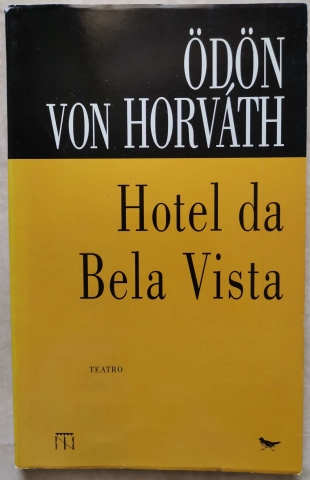 ÖDÖN
VON HORVÁTH
Hotel da
Bela Vista
TEATRO